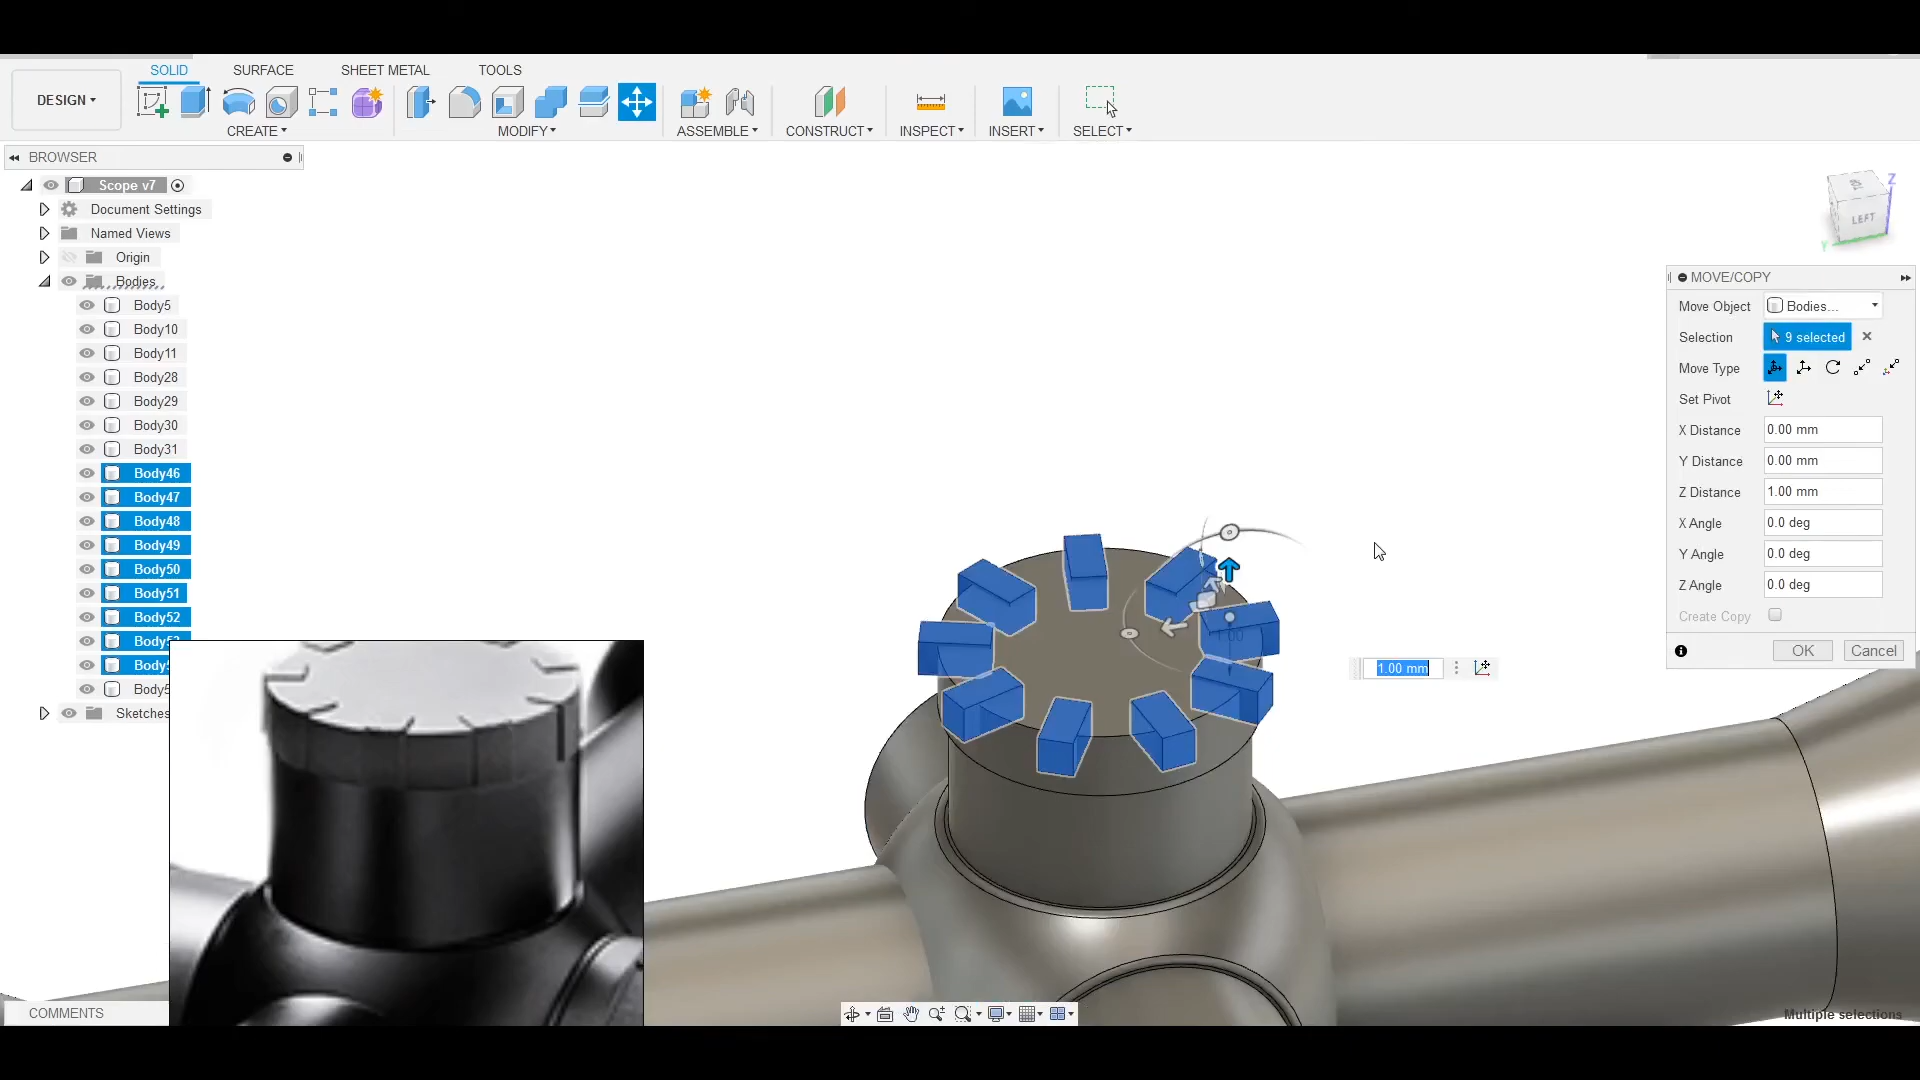 SOLID SURFACE SHEET METAL TOOLS
DESIGN
CREATE MODIFY ASSEMBLE CONSTRUCT INSPECT INSERT SELECT
BROWSER
Scope v7
Document Settings
Named Views
Origin
Bodies
Body5
Body10
Body11
Body28
Body29
Body30
Body31
Body46
Body47
Body48
Body49
Body50
Body51
Body52
Sketches
COMMENTS
Z
LEFT
Y
MOVE/COPY
Move Object Bodies...
Selection 9 selected
Move Type
Set Pivot
X Distance 0.00 mm
Y Distance 0.00 mm
Z Distance 1.00 mm
X Angle 0.0 deg
Y Angle 0.0 deg
Z Angle 0.0 deg
Create Copy
OK Cancel
1.00
1.00 mm
Multiple selections